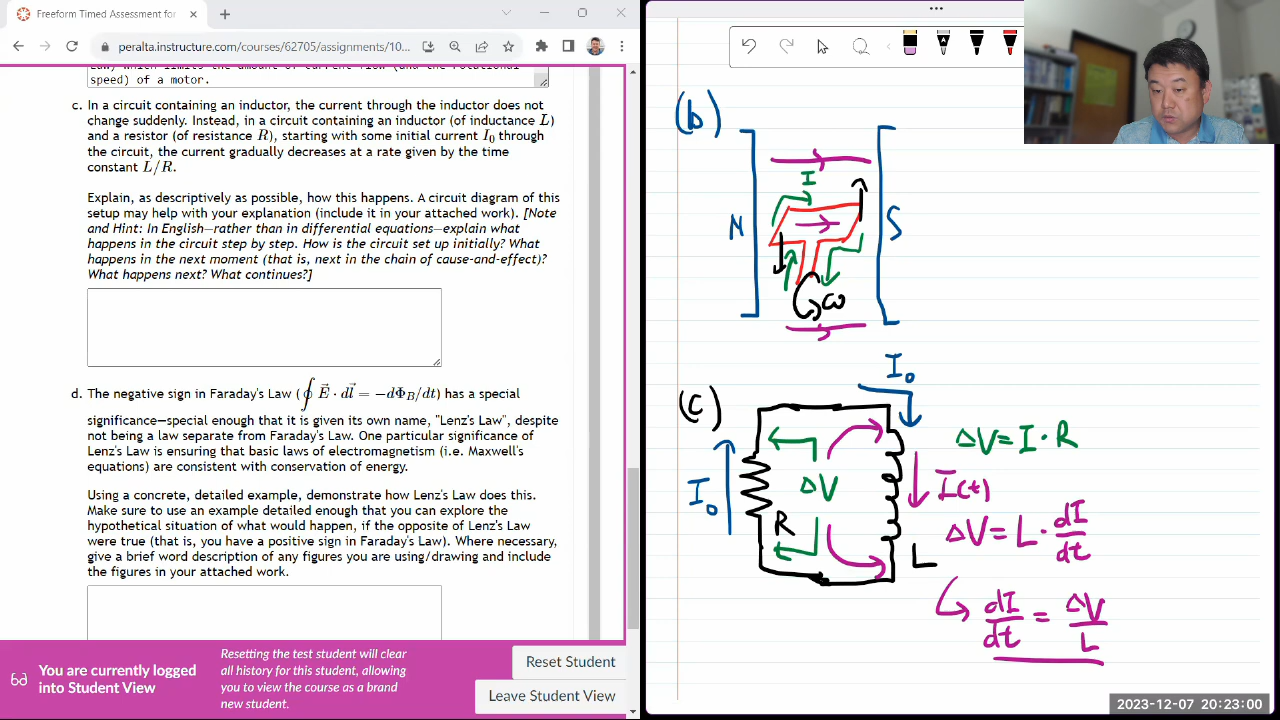 Freeform Timed Assessment for
peralta.instructure.com/courses/62709/assignments/10...
speed) of a motor.
c. In a circuit containing an inductor, the current through the inductor does not
change suddenly. Instead, in a circuit containing an inductor (of inductance L)
and a resistor (of resistance R), starting with some initial current I₀ through
the circuit, the current gradually decreases at a rate given by the time
constant L/R.
Explain, as descriptively as possible, how this happens. A circuit diagram of this
setup may help with your explanation (include it in your attached work). [Note
and Hint: In English—rather than in differential equations—explain what
happens in the circuit step by step. How is the circuit set up initially? What
happens in the next moment (that is, next in the chain of cause-and-effect)?
What happens next? What continues?]
d. The negative sign in Faraday's Law (∮E⃗ · dl⃗ = −dΦ_B/dt) has a special
significance—special enough that it is given its own name, "Lenz's Law", despite
not being a law separate from Faraday's Law. One particular significance of
Lenz's Law is ensuring that basic laws of electromagnetism (i.e. Maxwell's
equations) are consistent with conservation of energy.
Using a concrete, detailed example, demonstrate how Lenz's Law does this.
Make sure to use an example detailed enough that you can explore the
hypothetical situation of what would happen, if the opposite of Lenz's Law
were true (that is, you have a positive sign in Faraday's Law). Where necessary,
give a brief word description of any figures you are using/drawing and include
the figures in your attached work.
You are currently logged
into Student View
Resetting the test student will clear
all history for this student, allowing
you to view the course as a brand
new student.
Reset Student
Leave Student View
(b)
I
N
S
ω
(c)
I₀
I₀
ΔV
R
L
ΔV = I · R
I(t)
ΔV = L · dI/dt
dI/dt = ΔV/L
2023-12-07 20:23:00